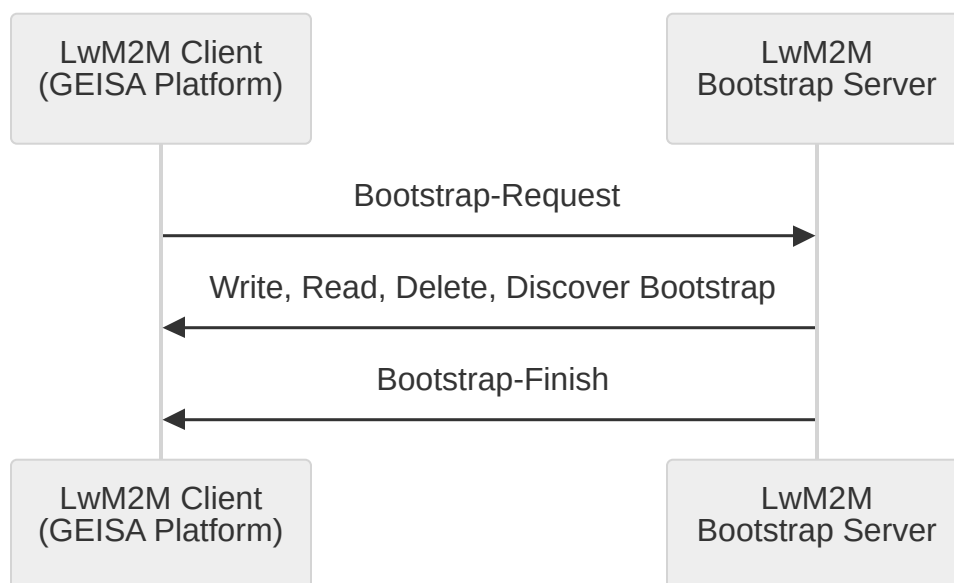 LwM2M Client
(GEISA Platform)
LwM2M
Bootstrap Server
Bootstrap-Request
Write, Read, Delete, Discover Bootstrap
Bootstrap-Finish
LwM2M Client
(GEISA Platform)
LwM2M
Bootstrap Server